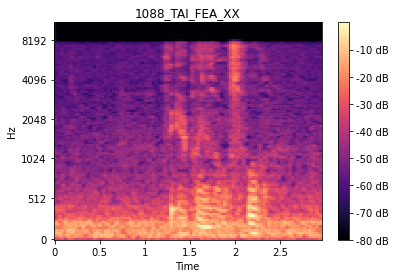 1088_TAI_FEA_XX
8192
4096
2048
1024
512
0
Hz
0 0.5 1 1.5 2 2.5
Time
-10 dB
-20 dB
-30 dB
-40 dB
-50 dB
-60 dB
-70 dB
-80 dB